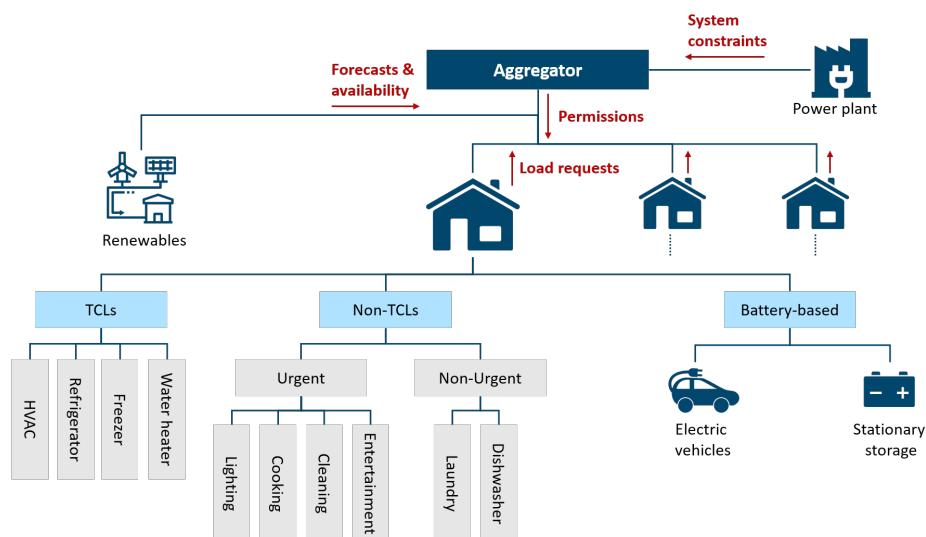 System
constraints
Aggregator
Forecasts &
availability
Power plant
Permissions
Load requests
Renewables
TCLs
Non-TCLs
Battery-based
HVAC
Refrigerator
Freezer
Water heater
Urgent
Non-Urgent
Lighting
Cooking
Cleaning
Entertainment
Laundry
Dishwasher
Electric
vehicles
Stationary
storage